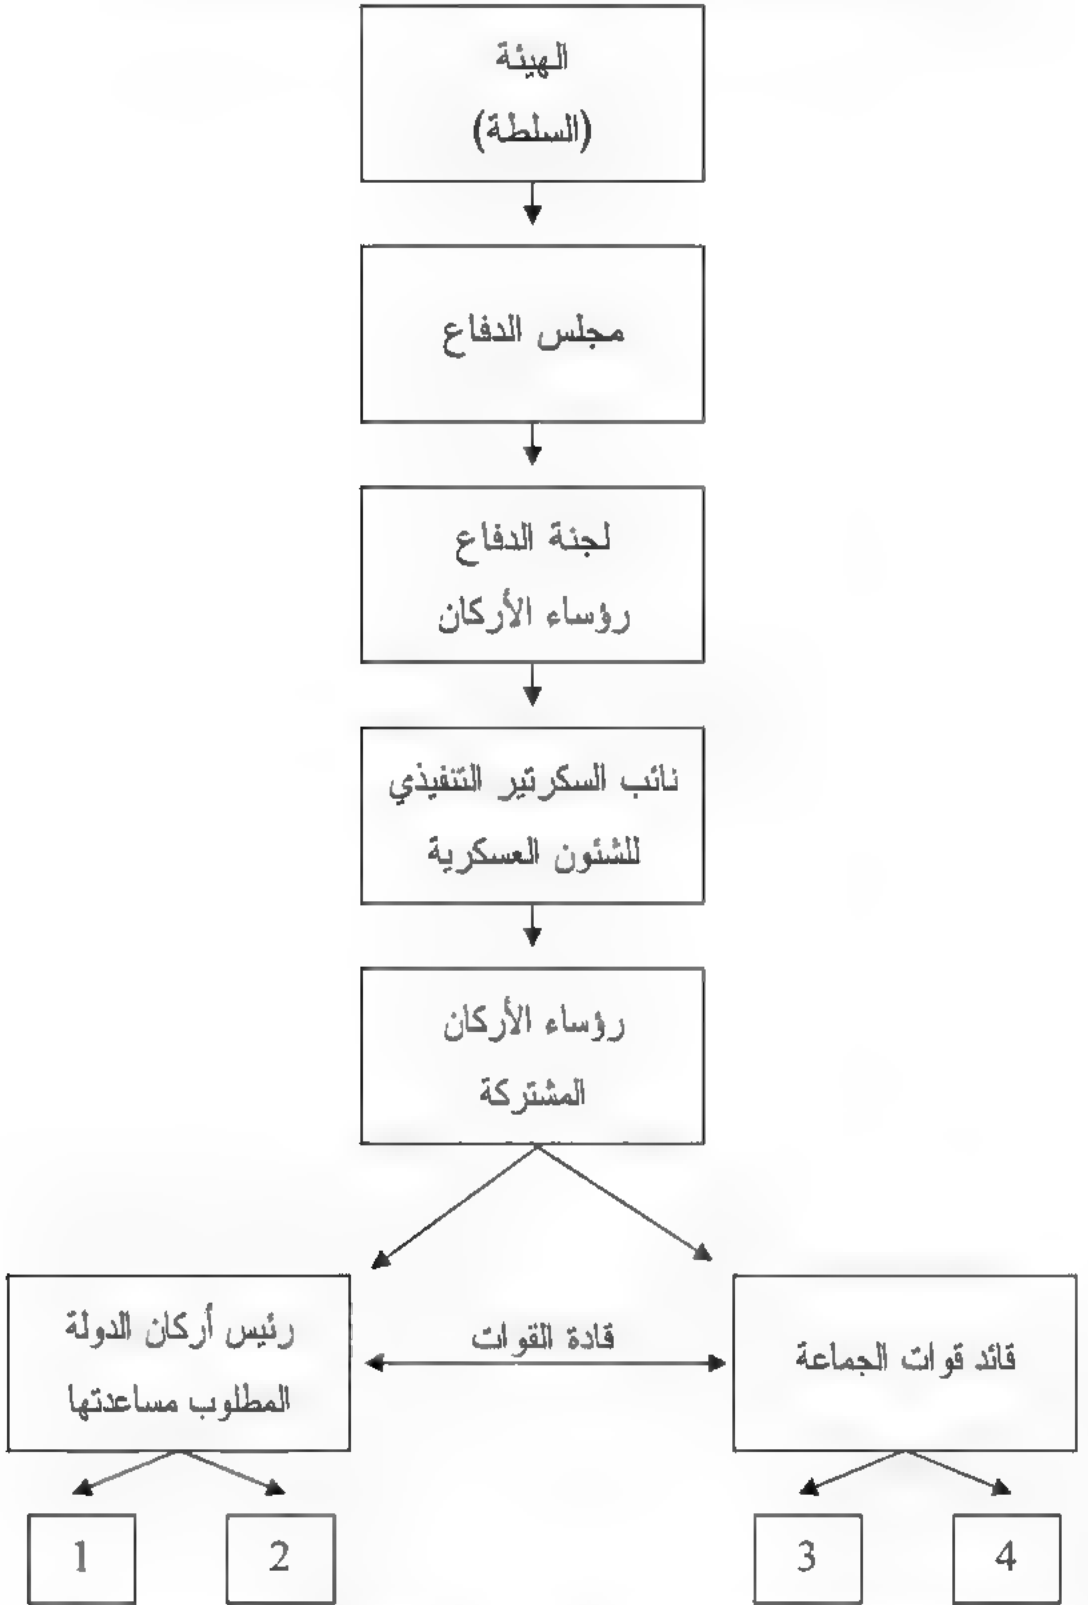 الهيئة
(السلطة)
مجلس الدفاع
لجنة الدفاع
رؤساء الأركان
نائب السكرتير التنفيذي
للشئون العسكرية
رؤساء الأركان
المشتركة
قائد قوات الجماعة
قادة القوات
رئيس أركان الدولة
المطلوب مساعدتها
1
2
3
4